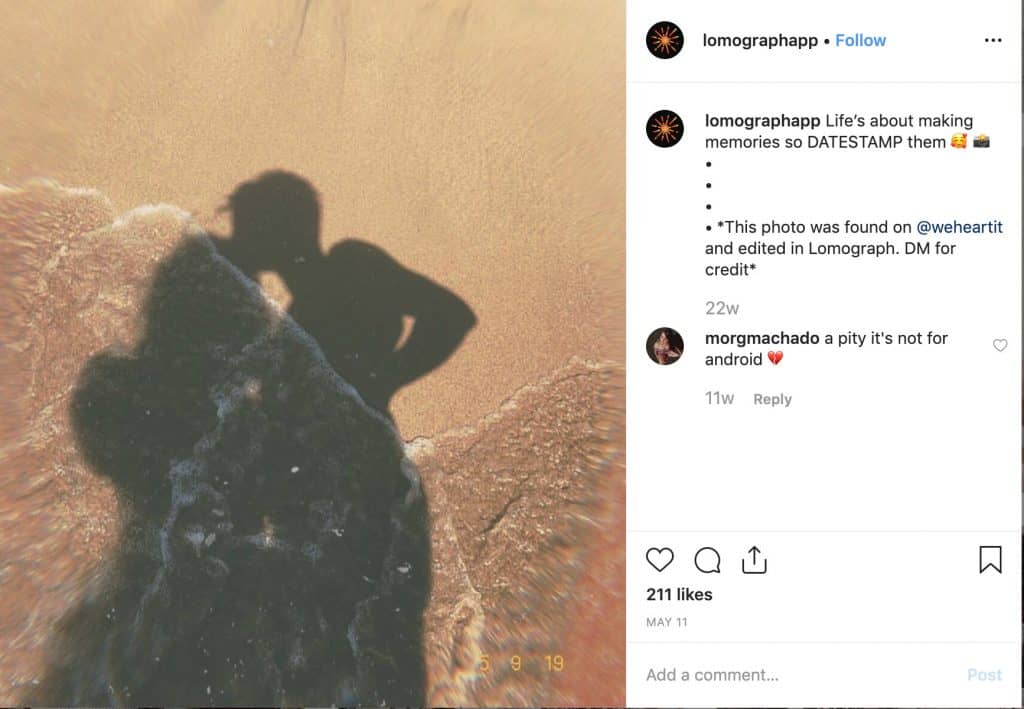 lomographapp • Follow
lomographapp Life’s about making
memories so DATESTAMP them 🥰 📸
•
•
•
• *This photo was found on @weheartit
and edited in Lomograph. DM for
credit*
22w
morgmachado a pity it's not for
android 💔
11w Reply
211 likes
MAY 11
Add a comment... Post
5 9 19